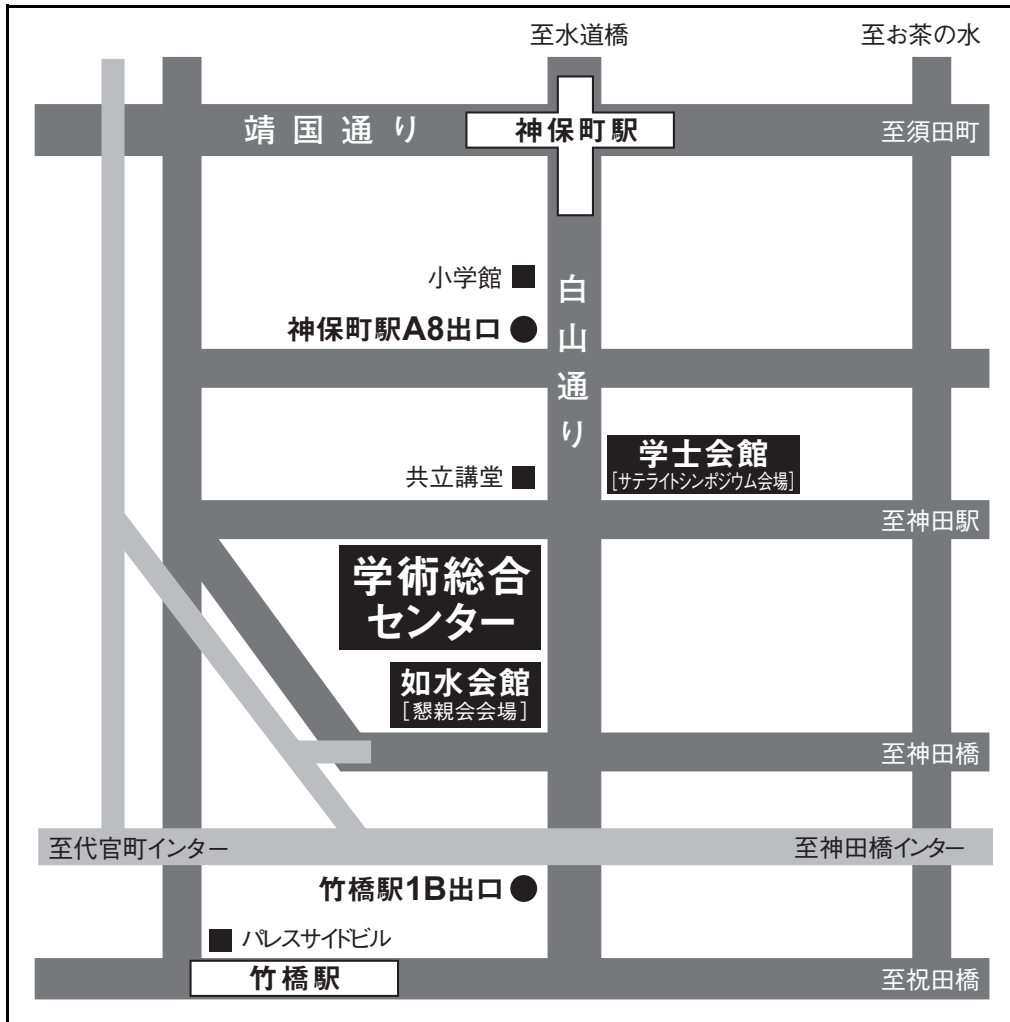 至水道橋
至お茶の水
靖国通り
神保町駅
至須田町
小学館
白山通り
神保町駅A8出口
学士会館
[サテライトシンポジウム会場]
共立講堂
至神田駅
学術総合
センター
如水会館
[懇親会会場]
至神田橋
至代官町インター
至神田橋インター
竹橋駅1B出口
パレスサイドビル
竹橋駅
至祝田橋